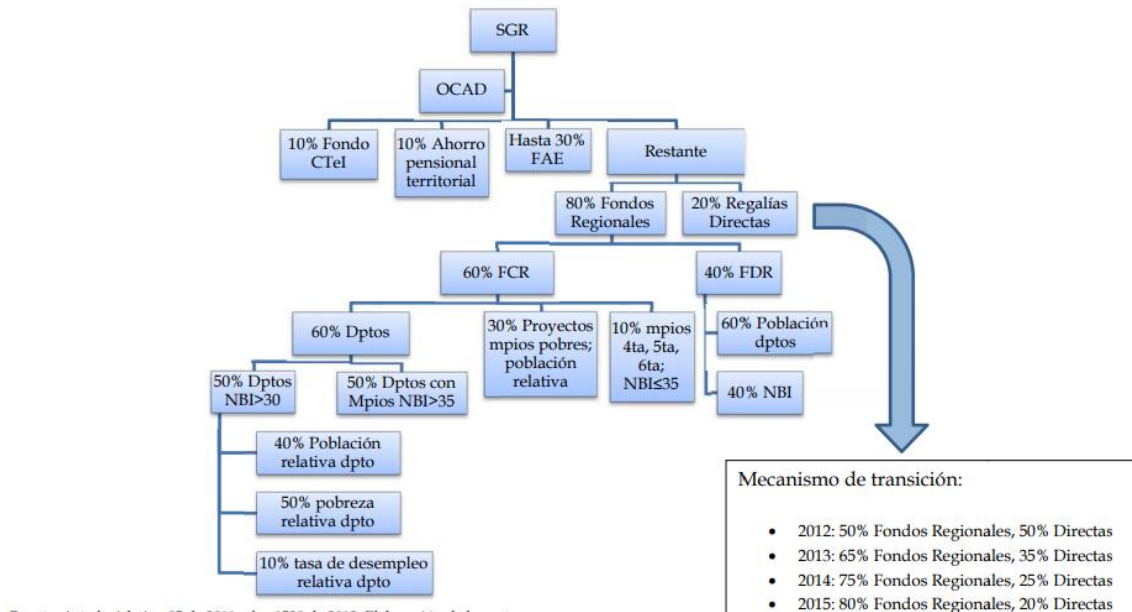 SGR
OCAD
10% Fondo
CTeI
10% Ahorro
pensional
territorial
Hasta 30%
FAE
Restante
80% Fondos
Regionales
20% Regalías
Directas
60% FCR
40% FDR
60% Dptos
30% Proyectos
mpios pobres;
población
relativa
10% mpios
4ta, 5ta,
6ta;
NBI≤35
60% Población
dptos
40% NBI
50% Dptos
NBI>30
50% Dptos con
Mpios NBI>35
40% Población
relativa dpto
50% pobreza
relativa dpto
10% tasa de desempleo
relativa dpto
Mecanismo de transición:
• 2012: 50% Fondos Regionales, 50% Directas
• 2013: 65% Fondos Regionales, 35% Directas
• 2014: 75% Fondos Regionales, 25% Directas
• 2015: 80% Fondos Regionales, 20% Directas